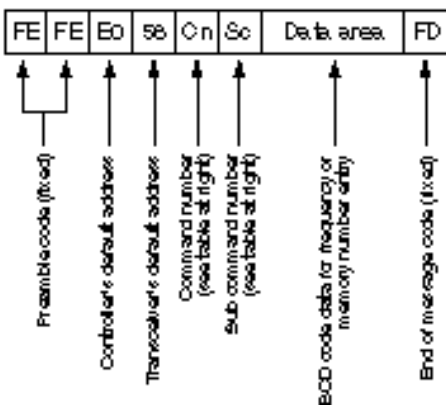 FE FE E0 56 Cn Sc Data area FD
Preamble code (fixed)
Controller's default address
Transceiver's default address
Command number
(see table at right)
Sub command number
(see table at right)
BCD code data for frequency or
memory number entry
End of message code (fixed)